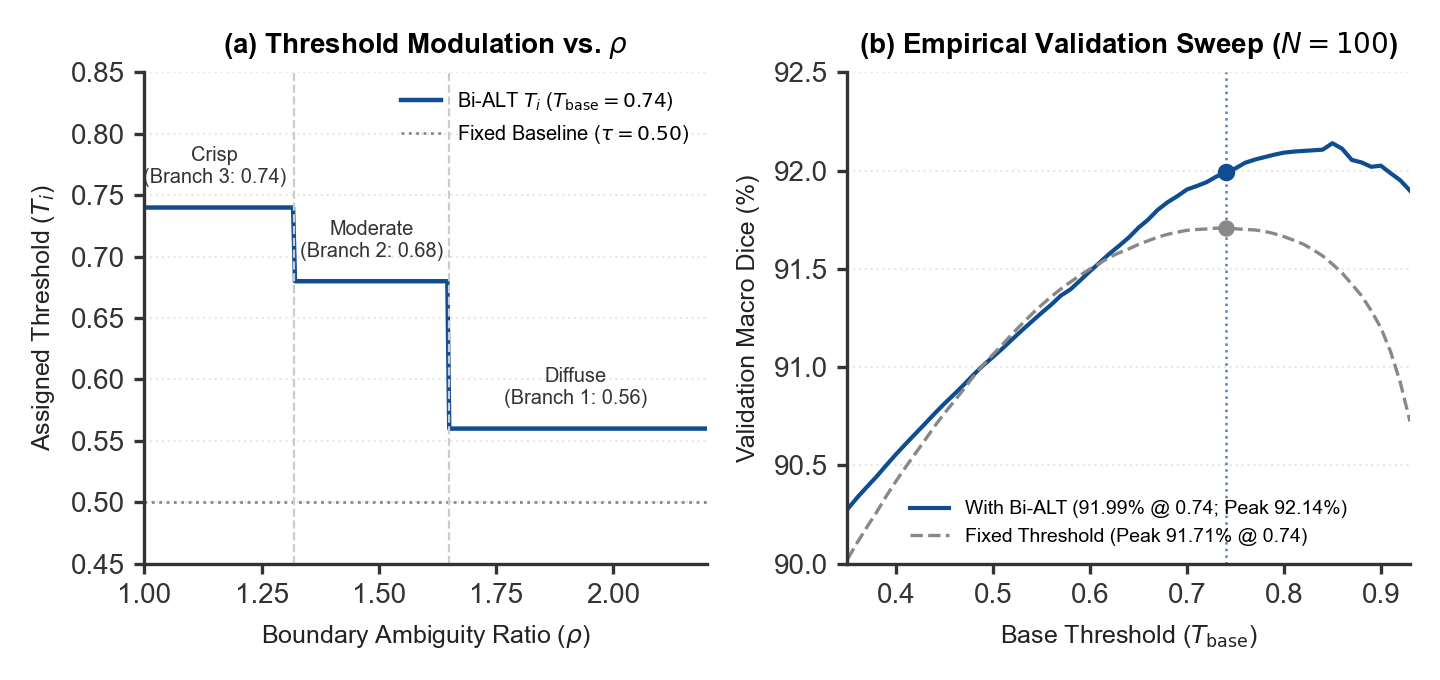 (a) Threshold Modulation vs. ρ
Assigned Threshold (Tᵢ)
0.85
0.80
0.75
0.70
0.65
0.60
0.55
0.50
0.45
Bi-ALT Tᵢ (T_base = 0.74)
Fixed Baseline (τ = 0.50)
Crisp
(Branch 3: 0.74)
Moderate
(Branch 2: 0.68)
Diffuse
(Branch 1: 0.56)
1.00 1.25 1.50 1.75 2.00
Boundary Ambiguity Ratio (ρ)
(b) Empirical Validation Sweep (N = 100)
Validation Macro Dice (%)
92.5
92.0
91.5
91.0
90.5
90.0
With Bi-ALT (91.99% @ 0.74; Peak 92.14%)
Fixed Threshold (Peak 91.71% @ 0.74)
0.4 0.5 0.6 0.7 0.8 0.9
Base Threshold (T_base)